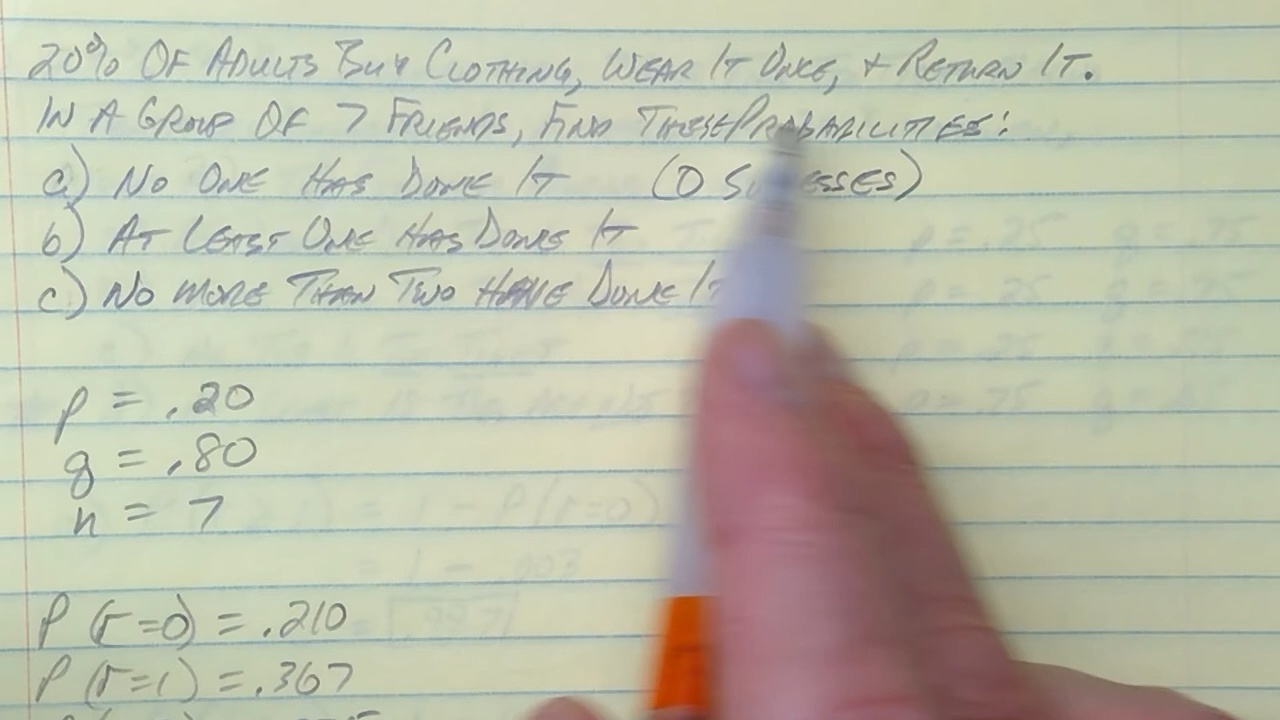 20% OF ADULTS BUY CLOTHING, WEAR IT ONCE, + RETURN IT.
IN A GROUP OF 7 FRIENDS, FIND THESE PROBABILITIES:
a) NO ONE HAS DONE IT (0 SUCCESSES)
b) AT LEAST ONE HAS DONE IT
c) NO MORE THAN TWO HAVE DONE IT
p = .20
q = .80
n = 7
P (r=0) = .210
P (r=1) = .367